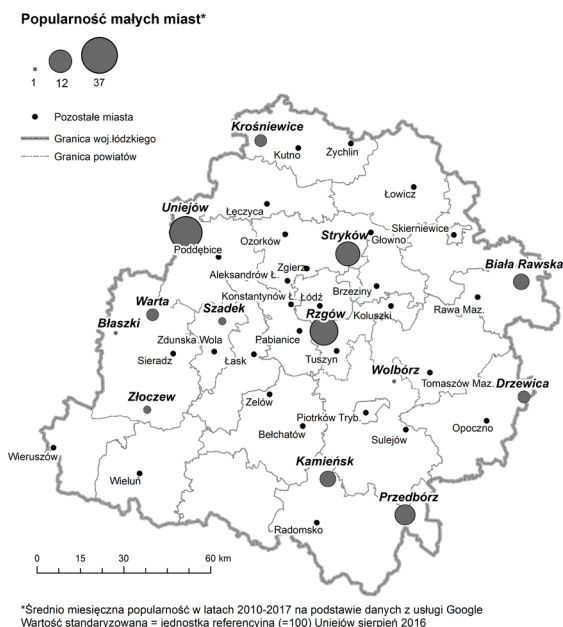 Popularność małych miast*
1
12
37
Pozostałe miasta
Granica woj.łódzkiego
Granica powiatów
Krośniewice
Kutno
Żychlin
Łowicz
Łęczyca
Uniejów
Ozorków
Stryków
Głowno
Skierniewice
Poddębice
Aleksandrów Ł.
Zgierz
Biała Rawska
Konstantynów Ł.
Łódź
Brzeziny
Rawa Maz.
Warta
Szadek
Rzgów
Koluszki
Błaszki
Zduńska Wola
Pabianice
Sieradz
Łask
Tuszyn
Wolbórz
Tomaszów Maz.
Drzewica
Złoczew
Zelów
Piotrków Tryb.
Bełchatów
Sulejów
Opoczno
Wieruszów
Wieluń
Kamieńsk
Przedbórz
Radomsko
0 15 30 60 km
*Średnio miesięczna popularność w latach 2010-2017 na podstawie danych z usługi Google
Wartość standaryzowana = jednostka referencyjna (=100) Uniejów sierpień 2016